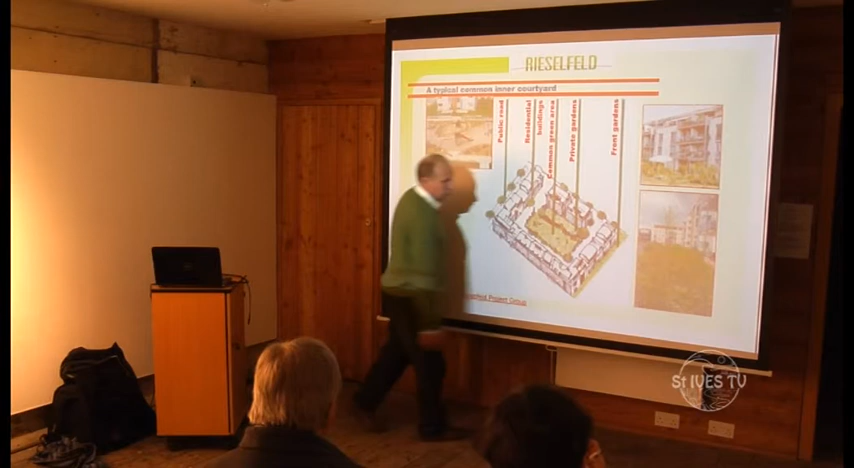 RIESELFELD
A typical common inner courtyard
Public road
Residential
buildings
Common green area
Private gardens
Front gardens
Project Group
St IVES TV